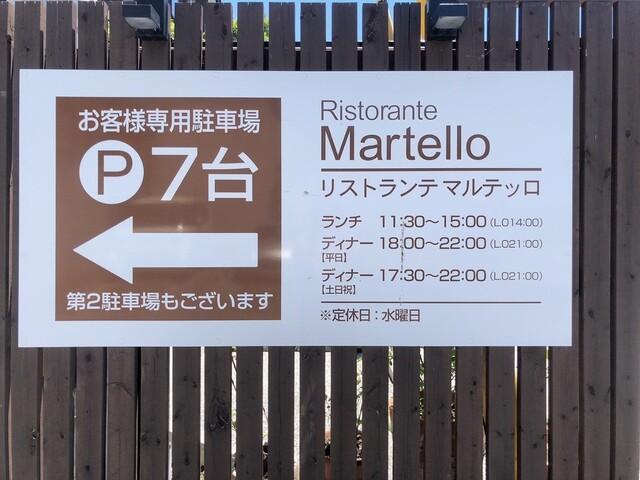 お客様専用駐車場
P 7台
第2駐車場もございます
Ristorante
Martello
リストランテ マルテッロ
ランチ 11:30～15:00 (L.O14:00)
ディナー 18:00～22:00 (L.O21:00)
【平日】
ディナー 17:30～22:00 (L.O21:00)
【土日祝】
※定休日：水曜日